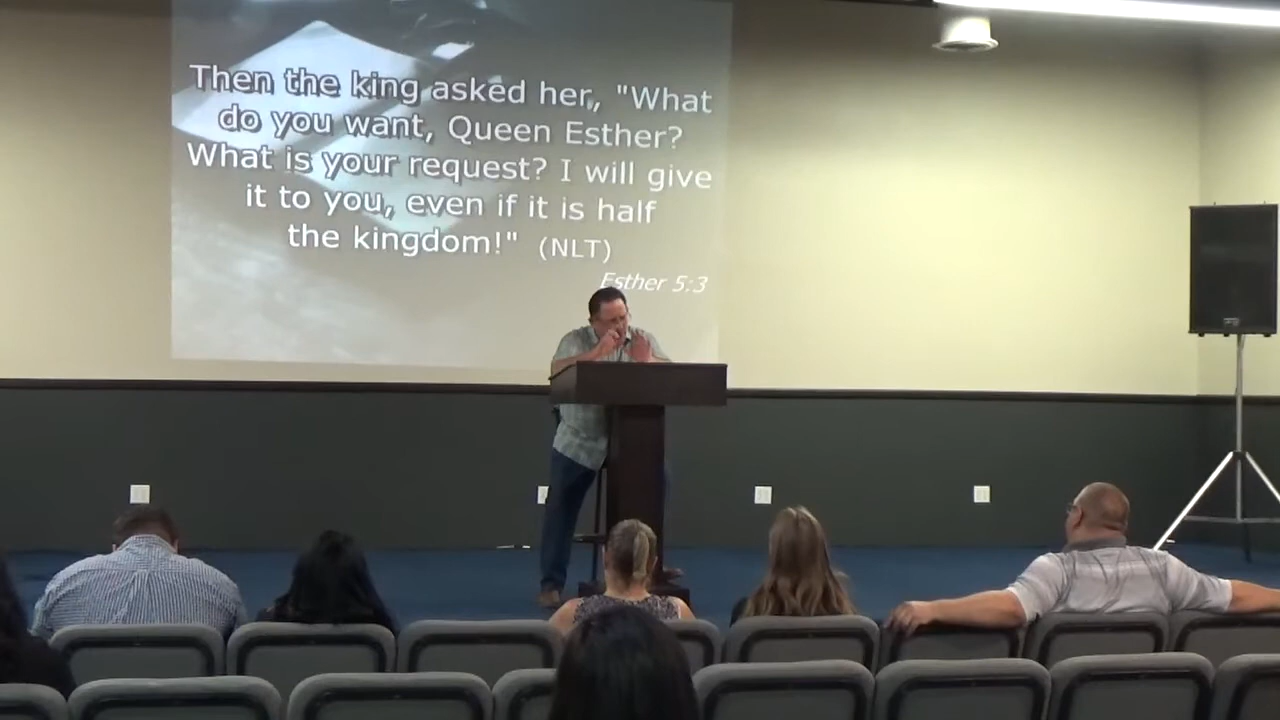 Then the king asked her, "What
do you want, Queen Esther?
What is your request? I will give
it to you, even if it is half
the kingdom!" (NLT)
Esther 5:3